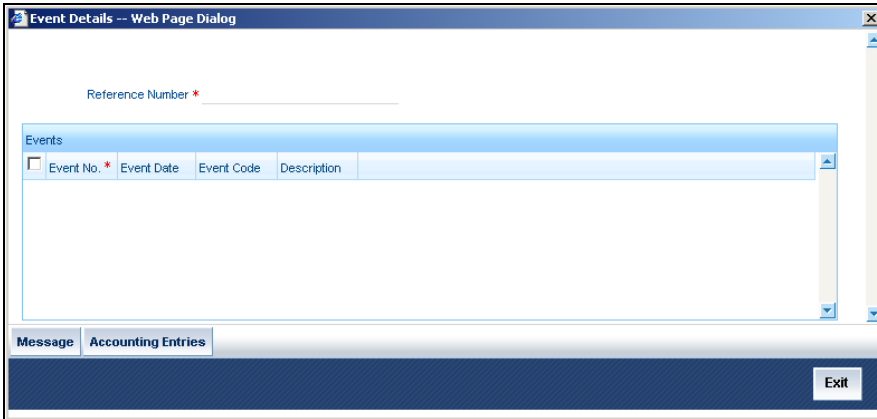 Event Details -- Web Page Dialog
Reference Number *
Events
Event No. * Event Date Event Code Description
Message Accounting Entries
Exit